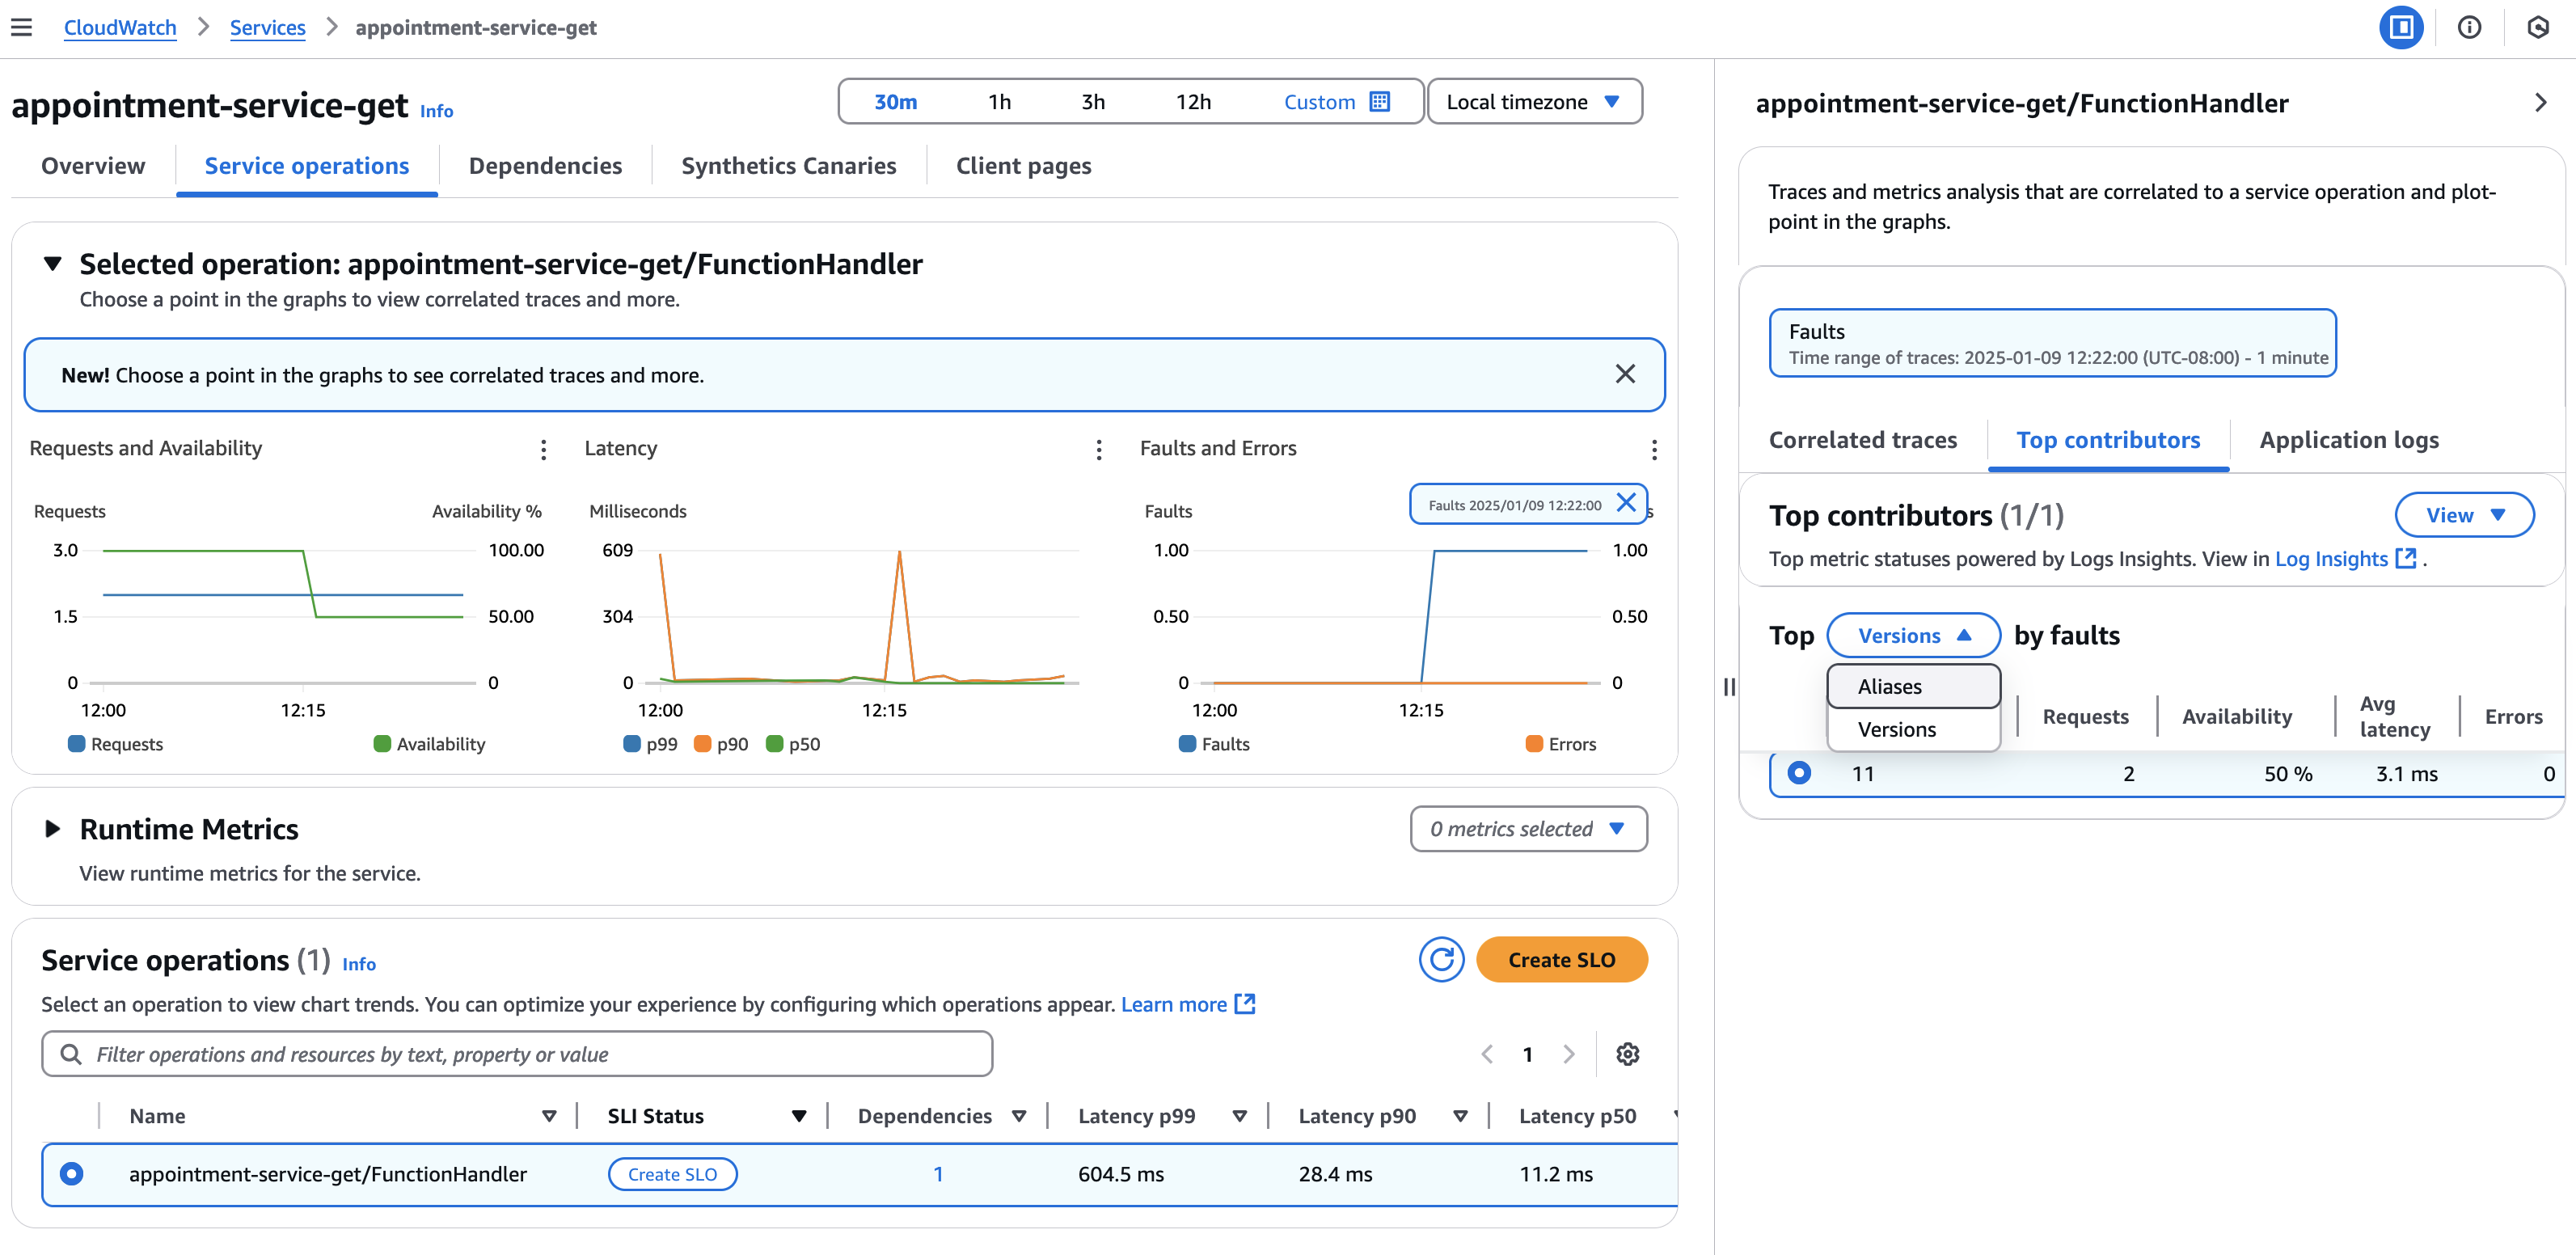 CloudWatch > Services > appointment-service-get
appointment-service-get Info
30m 1h 3h 12h Custom
Local timezone
Overview Service operations Dependencies Synthetics Canaries Client pages
Selected operation: appointment-service-get/FunctionHandler
Choose a point in the graphs to view correlated traces and more.
New! Choose a point in the graphs to see correlated traces and more.
Requests and Availability
Requests Availability %
3.0 100.00
1.5 50.00
0 0
12:00 12:15
Requests Availability
Latency
Milliseconds
609
304
0
12:00 12:15
p99 p90 p50
Faults and Errors
Faults
Faults 2025/01/09 12:22:00
1.00 1.00
0.50 0.50
0 0
12:00 12:15
Faults Errors
Runtime Metrics
0 metrics selected
View runtime metrics for the service.
Service operations (1) Info
Create SLO
Select an operation to view chart trends. You can optimize your experience by configuring which operations appear. Learn more
Filter operations and resources by text, property or value
1
Name SLI Status Dependencies Latency p99 Latency p90 Latency p50
appointment-service-get/FunctionHandler Create SLO 1 604.5 ms 28.4 ms 11.2 ms
appointment-service-get/FunctionHandler
Traces and metrics analysis that are correlated to a service operation and plot-
point in the graphs.
Faults
Time range of traces: 2025-01-09 12:22:00 (UTC-08:00) - 1 minute
Correlated traces Top contributors Application logs
Top contributors (1/1)
View
Top metric statuses powered by Logs Insights. View in Log Insights .
Top Versions by faults
Aliases
Versions
Requests Availability Avg latency Errors
11 2 50 % 3.1 ms 0